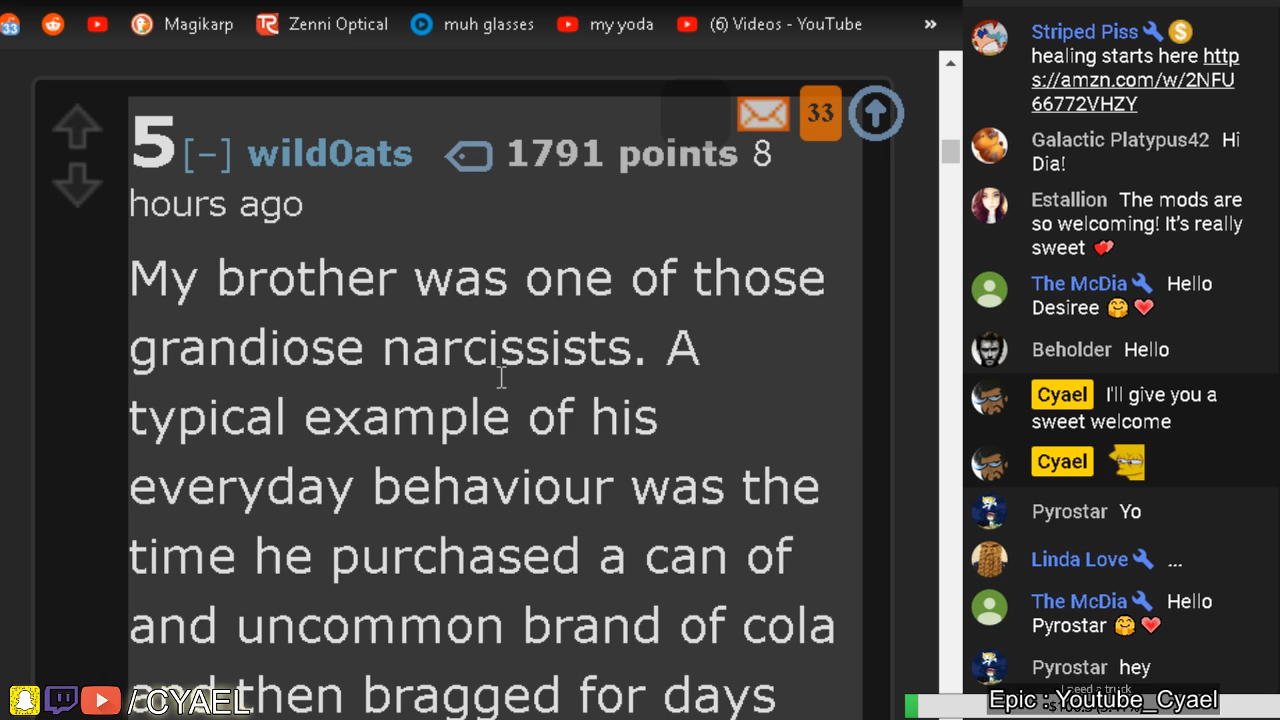 33
Magikarp
Zenni Optical
muh glasses
my yoda
(6) Videos - YouTube
»
33
5 [–] wild0ats 1791 points 8
hours ago
My brother was one of those
grandiose narcissists. A
typical example of his
everyday behaviour was the
time he purchased a can of
and uncommon brand of cola
and then bragged for days
/CYAEL
Striped Piss
healing starts here http
s://amzn.com/w/2NFU
66772VHZY
Galactic Platypus42 Hi
Dia!
Estallion The mods are
so welcoming! It's really
sweet
The McDia Hello
Desiree
Beholder Hello
Cyael I'll give you a
sweet welcome
Cyael
Pyrostar Yo
Linda Love ...
The McDia Hello
Pyrostar
Pyrostar hey
I need a truck
Epic : Youtube_Cyael